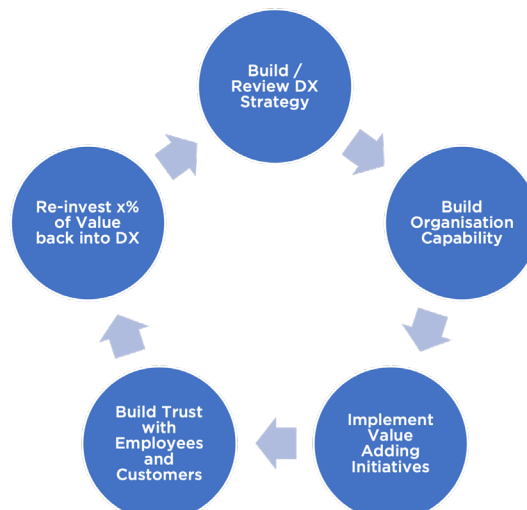 Build /
Review DX
Strategy
Build
Organisation
Capability
Implement
Value
Adding
Initiatives
Build Trust
with
Employees
and
Customers
Re-invest x%
of Value
back into DX